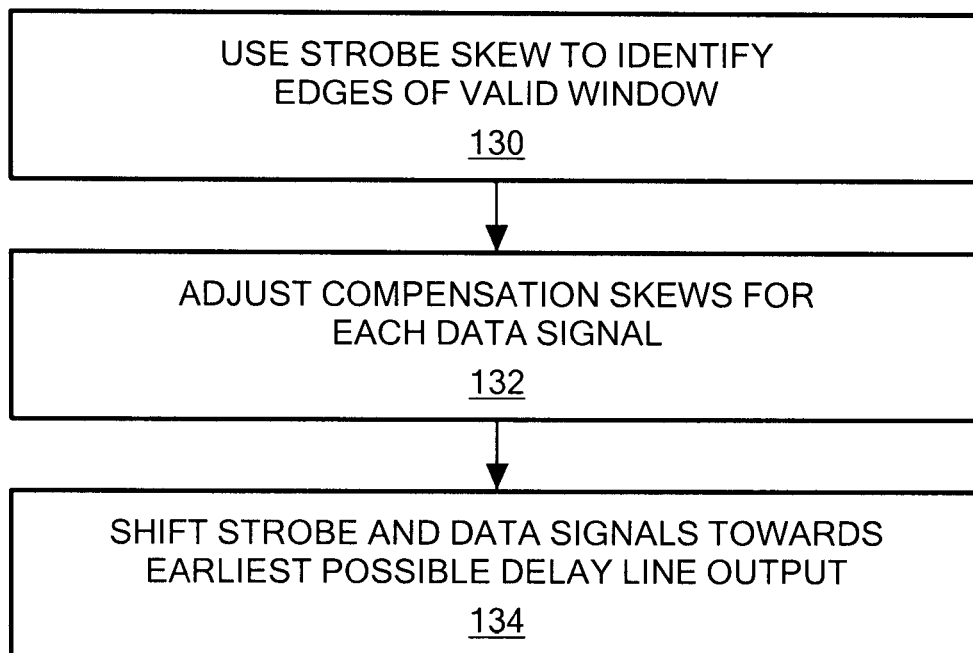 USE STROBE SKEW TO IDENTIFY
EDGES OF VALID WINDOW
130
ADJUST COMPENSATION SKEWS FOR
EACH DATA SIGNAL
132
SHIFT STROBE AND DATA SIGNALS TOWARDS
EARLIEST POSSIBLE DELAY LINE OUTPUT
134